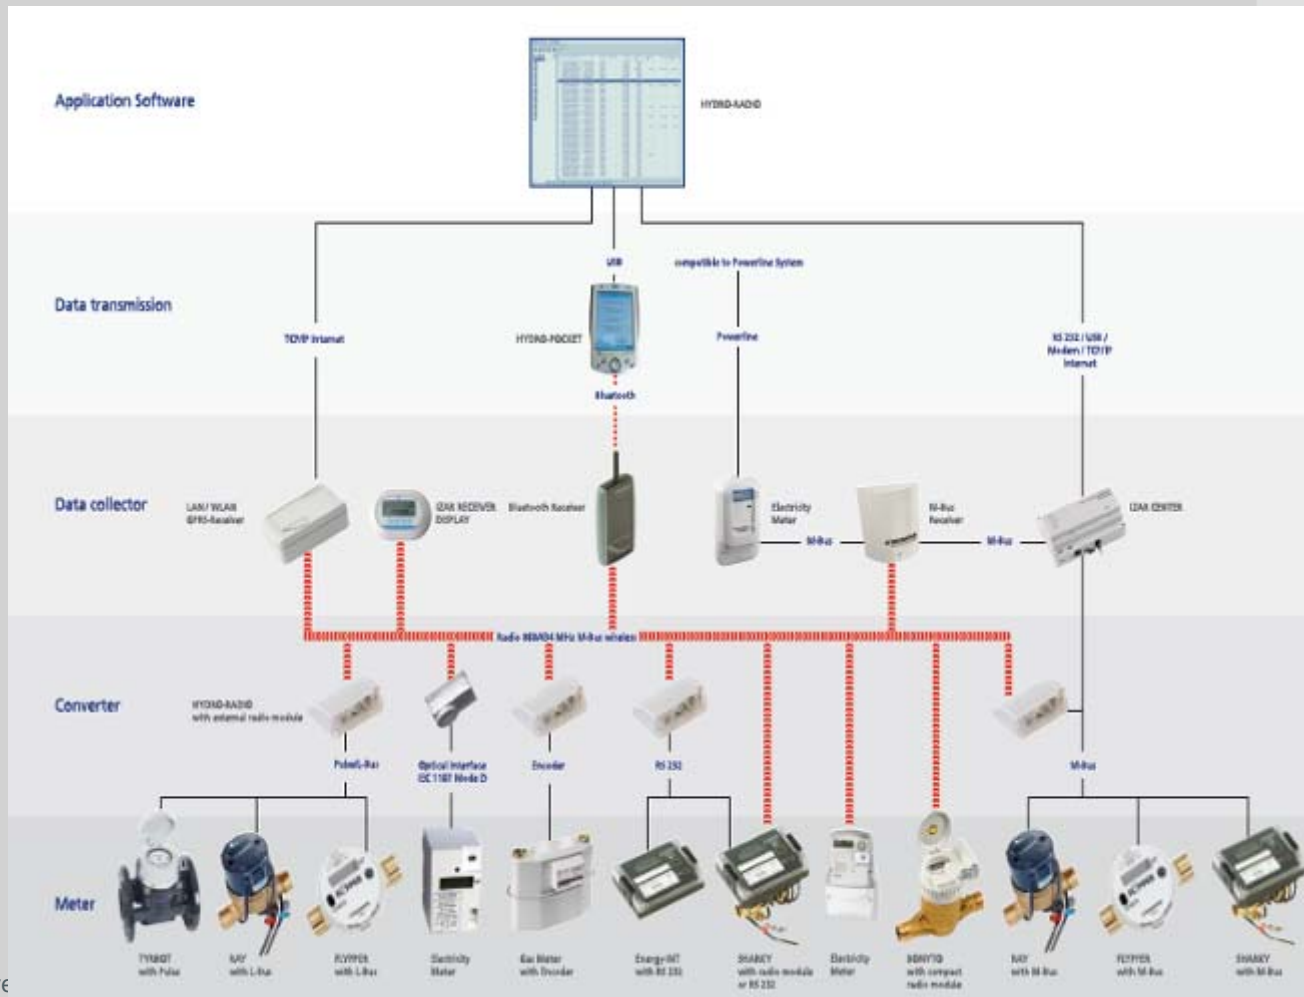 Application Software
HYDRO-RADIO
USB
compatible to Powerline System
Data transmission
TCP/IP Internet
HYDRO-POCKET
Powerline
RS 232 / USB /
Modem / TCP/IP
Internet
Bluetooth
Data collector
LAN / WLAN
GPRS-Receiver
IZAR RECEIVER
DISPLAY
Bluetooth Receiver
Electricity
Meter
M-Bus
M-Bus
Receiver
M-Bus
IZAR CENTER
Radio MHz M-Bus wireless
Converter
HYDRO-RADIO
with external radio module
Pulse/L-Bus
Optical Interface
IEC 1107 Mode D
Encoder
RS 232
M-Bus
Meter
with Pulse
RAY
with L-Bus
FLYPPER
with L-Bus
Electricity
Meter
Gas Meter
with Encoder
Energy-INT
with RS 232
SHARKY
with radio module
or RS 232
Electricity
Meter
with compact
radio module
RAY
with M-Bus
FLYPPER
with M-Bus
SHARKY
with M-Bus